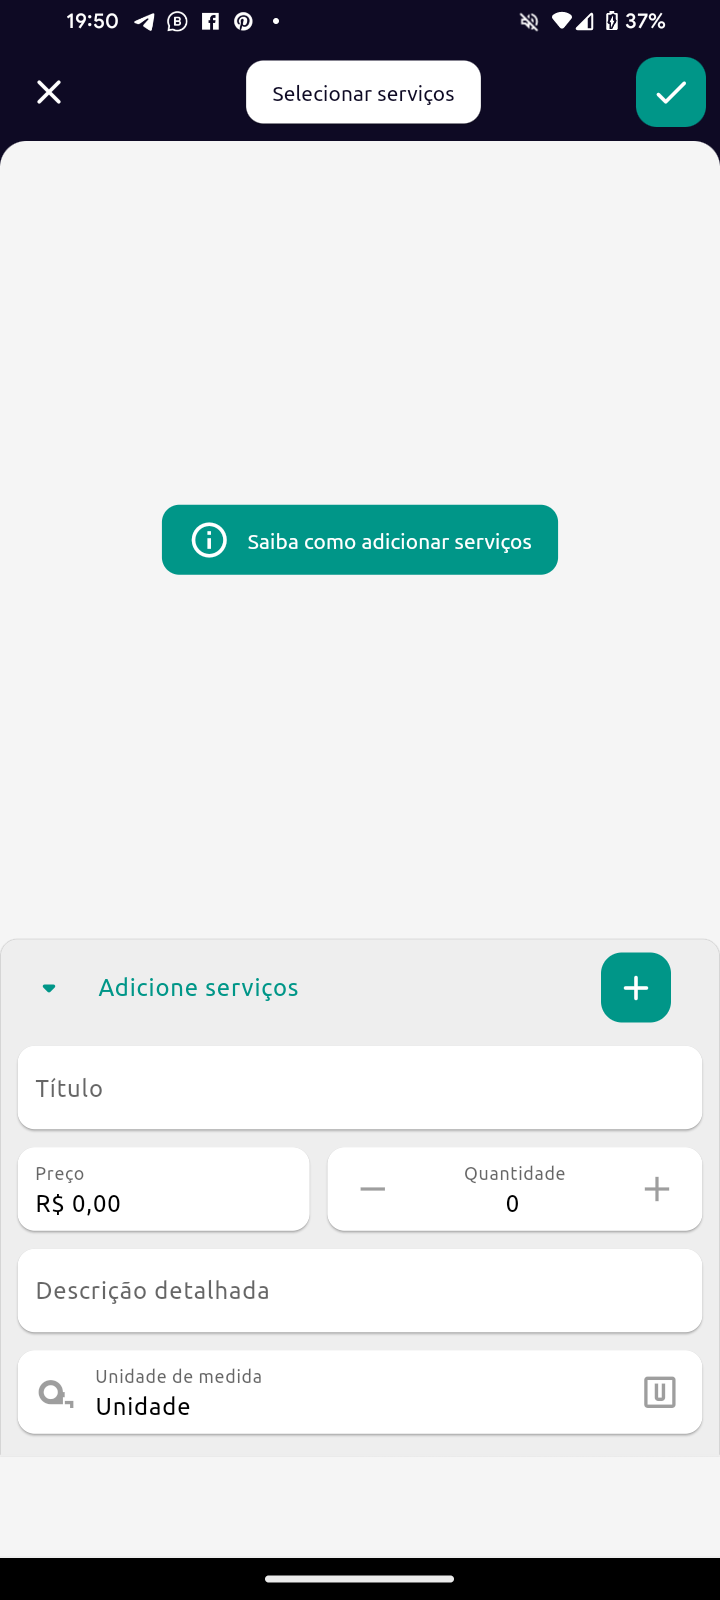 19:50
37%
Selecionar serviços
Saiba como adicionar serviços
Adicione serviços
Título
Preço
R$ 0,00
Quantidade
0
Descrição detalhada
Unidade de medida
Unidade
U